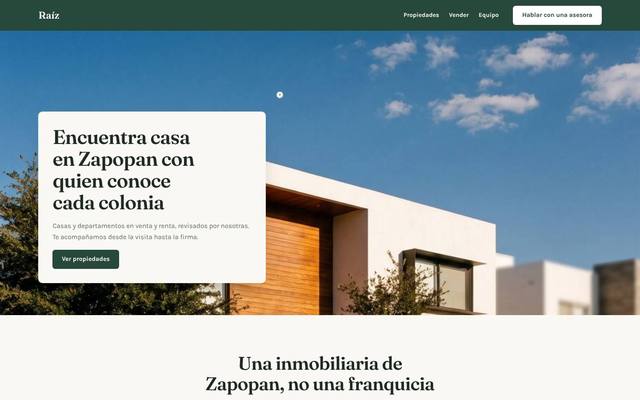 Raíz
Propiedades
Vender
Equipo
Hablar con una asesora
Encuentra casa
en Zapopan con
quien conoce
cada colonia
Casas y departamentos en venta y renta, revisados por nosotras.
Te acompañamos desde la visita hasta la firma.
Ver propiedades
Una inmobiliaria de
Zapopan, no una franquicia